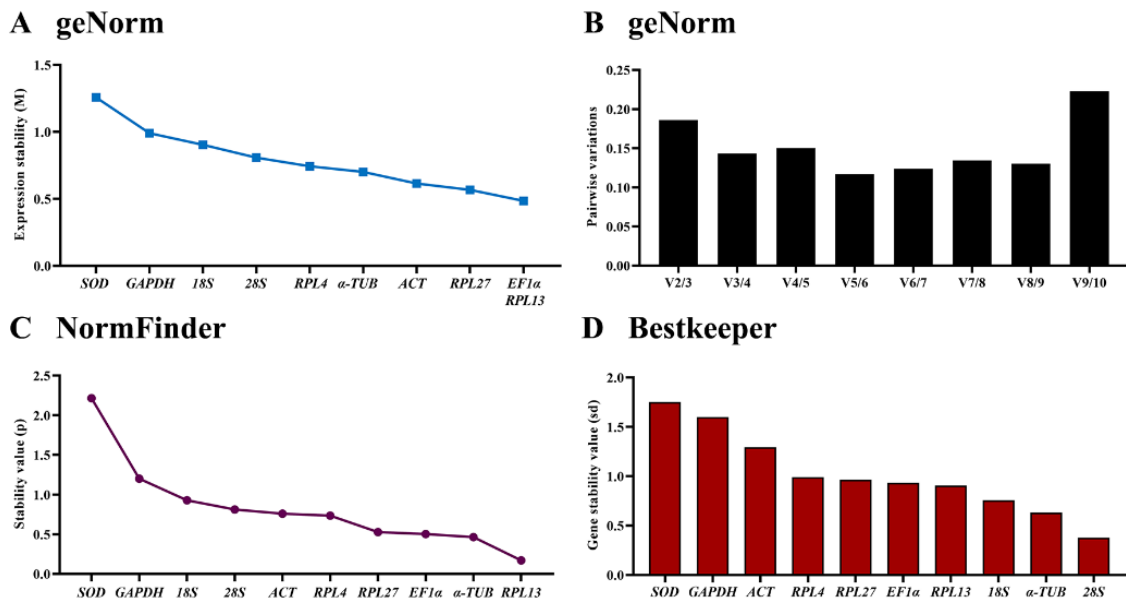 A geNorm
Expression stability (M)
1.5
1.0
0.5
0.0
SOD GAPDH 18S 28S RPL4 α-TUB ACT RPL27 EF1α
RPL13
B geNorm
Pairwise variations
0.25
0.20
0.15
0.10
0.05
0.00
V2/3 V3/4 V4/5 V5/6 V6/7 V7/8 V8/9 V9/10
C NormFinder
Stability value (p)
2.5
2.0
1.5
1.0
0.5
0.0
SOD GAPDH 18S 28S ACT RPL4 RPL27 EF1α α-TUB RPL13
D Bestkeeper
Gene stability value (sd)
2.0
1.5
1.0
0.5
0.0
SOD GAPDH ACT RPL4 RPL27 EF1α RPL13 18S α-TUB 28S